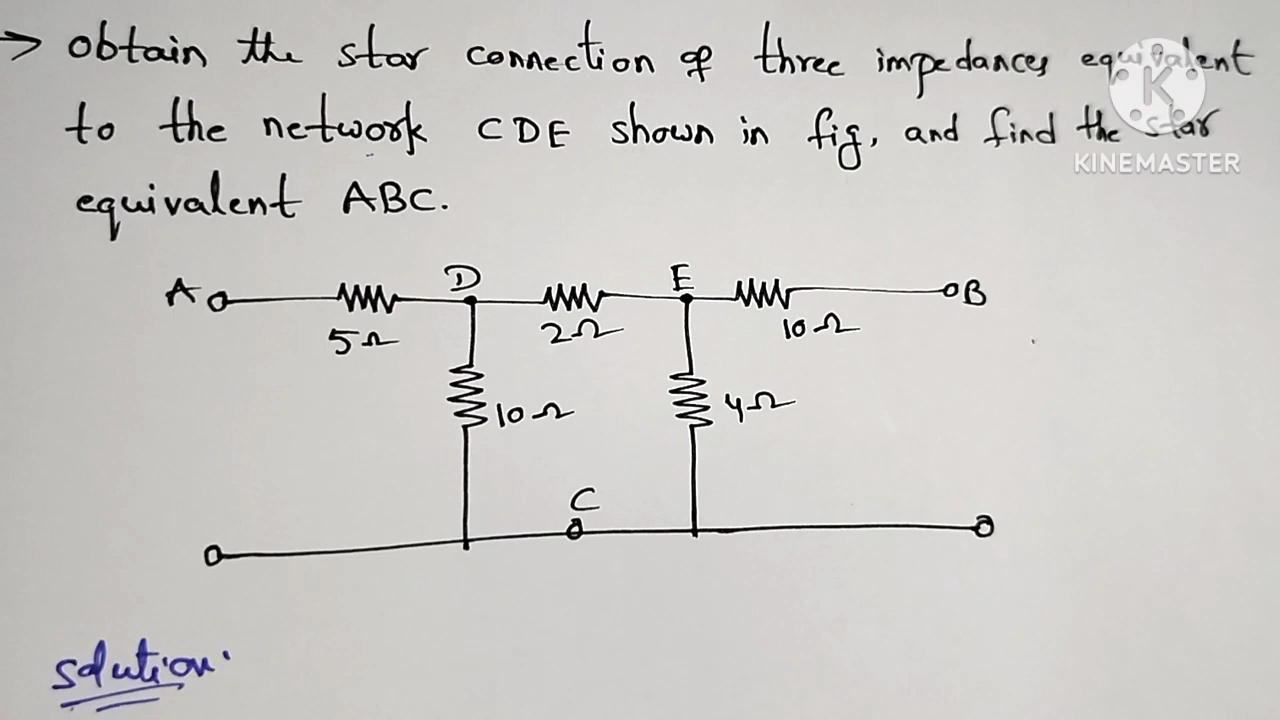 → obtain the star connection of three impedances equivalent
to the network CDE shown in fig, and find the star
equivalent ABC.
K
KINEMASTER
A D E B
5Ω 2Ω 10Ω
10Ω 4Ω
C
solution.